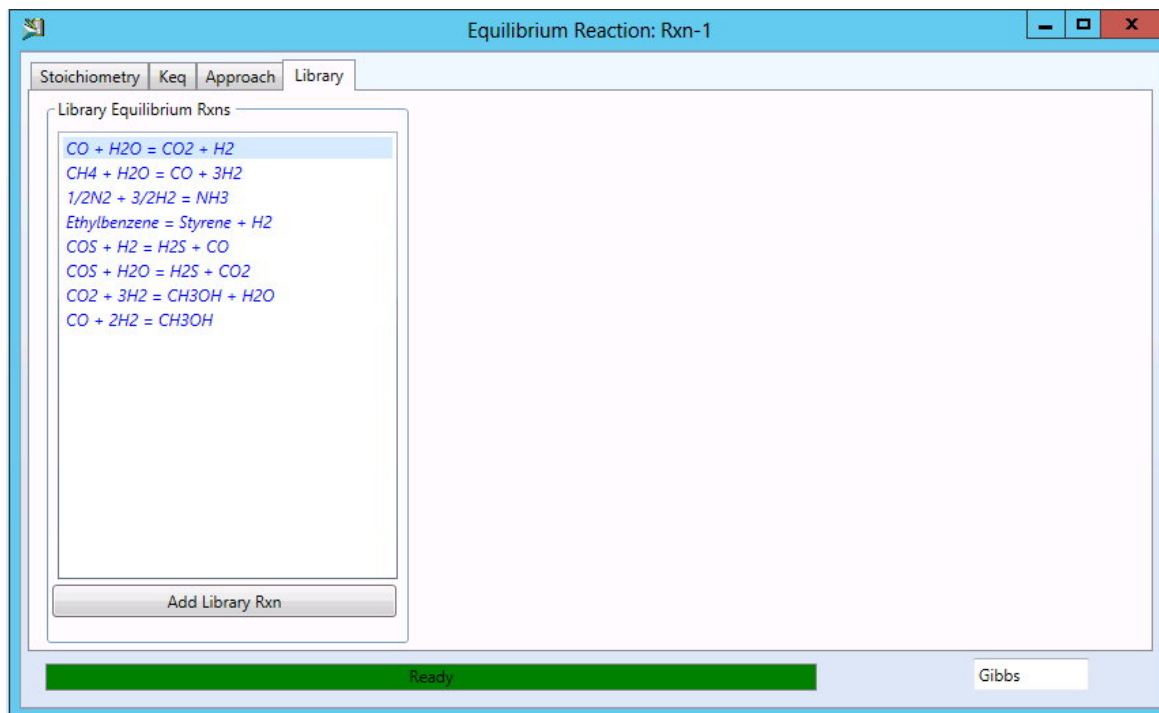 Equilibrium Reaction: Rxn-1
Stoichiometry Keq Approach Library
Library Equilibrium Rxns
CO + H2O = CO2 + H2
CH4 + H2O = CO + 3H2
1/2N2 + 3/2H2 = NH3
Ethylbenzene = Styrene + H2
COS + H2 = H2S + CO
COS + H2O = H2S + CO2
CO2 + 3H2 = CH3OH + H2O
CO + 2H2 = CH3OH
Add Library Rxn
Ready Gibbs